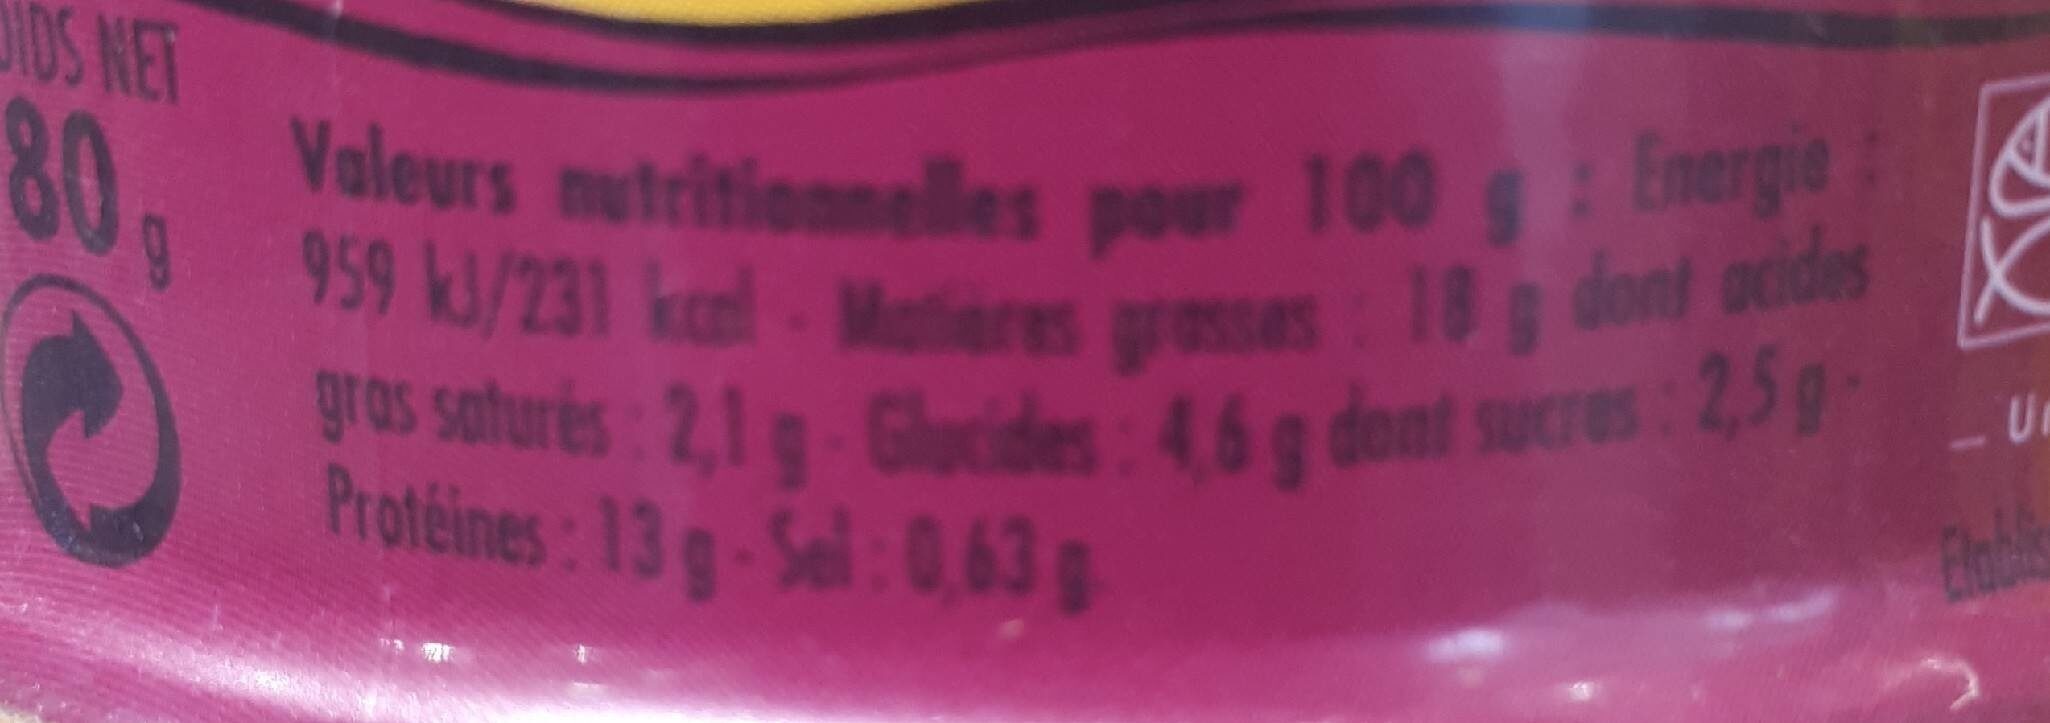 NET
80 g
Valeurs nutritionnelles pour 100 g : Energie :
959 kJ/231 kcal - Matières grasses : 18 g dont acides
gras saturés : 2,1 g - Glucides : 4,6 g dont sucres : 2,5 g -
Protéines : 13 g - Sel : 0,63 g